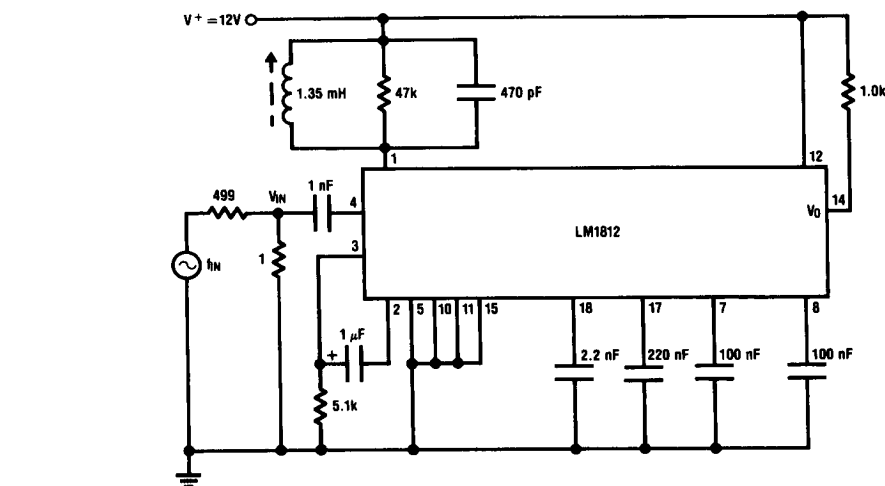 V+ =12V
1.35 mH
47k
470 pF
1.0k
1
12
499
VIN
1 nF
4
14
VO
LM1812
3
fIN
1
2
5
10
11
15
18
17
7
8
1 µF
+
2.2 nF
220 nF
100 nF
100 nF
5.1k